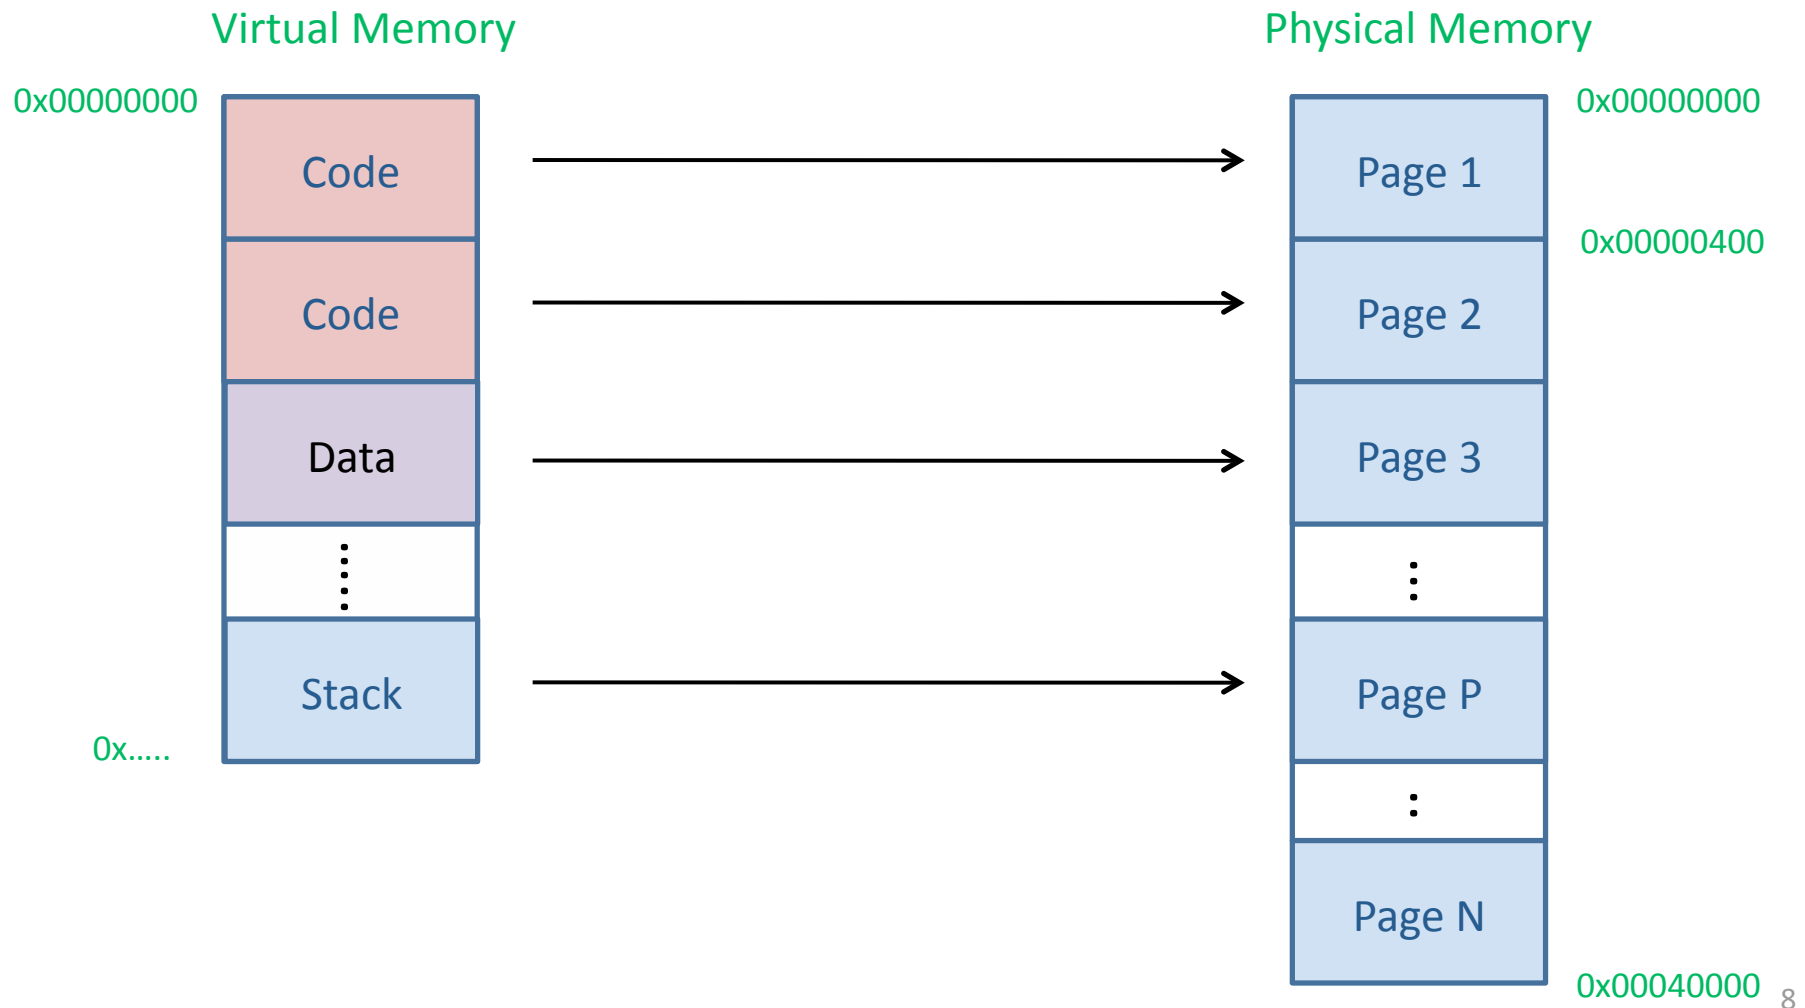 Virtual Memory
Physical Memory
0x00000000
0x00000000
Code
Page 1
0x00000400
Code
Page 2
Data
Page 3
Stack
Page P
0x.....
Page N
0x00040000
8